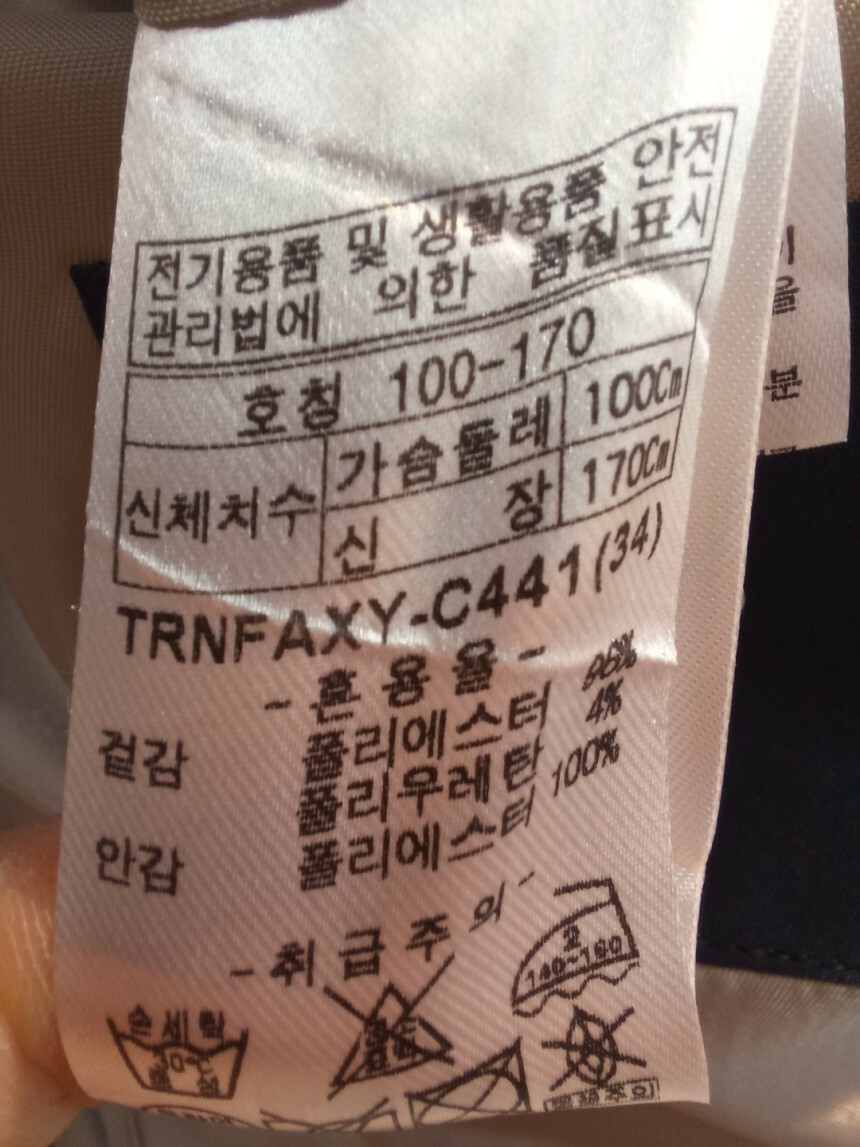 전기용품 및 생활용품 안전
관리법에 의한 품질표시
호칭 100-170
신체치수 가슴둘레 100Cm
신 장 170Cm
TRNFAXY-C441(34)
- 혼 용 율 -
겉감 폴리에스터 96%
폴리우레탄 4%
안감 폴리에스터 100%
- 취 급 주 의 -
2
140~160
손세탁